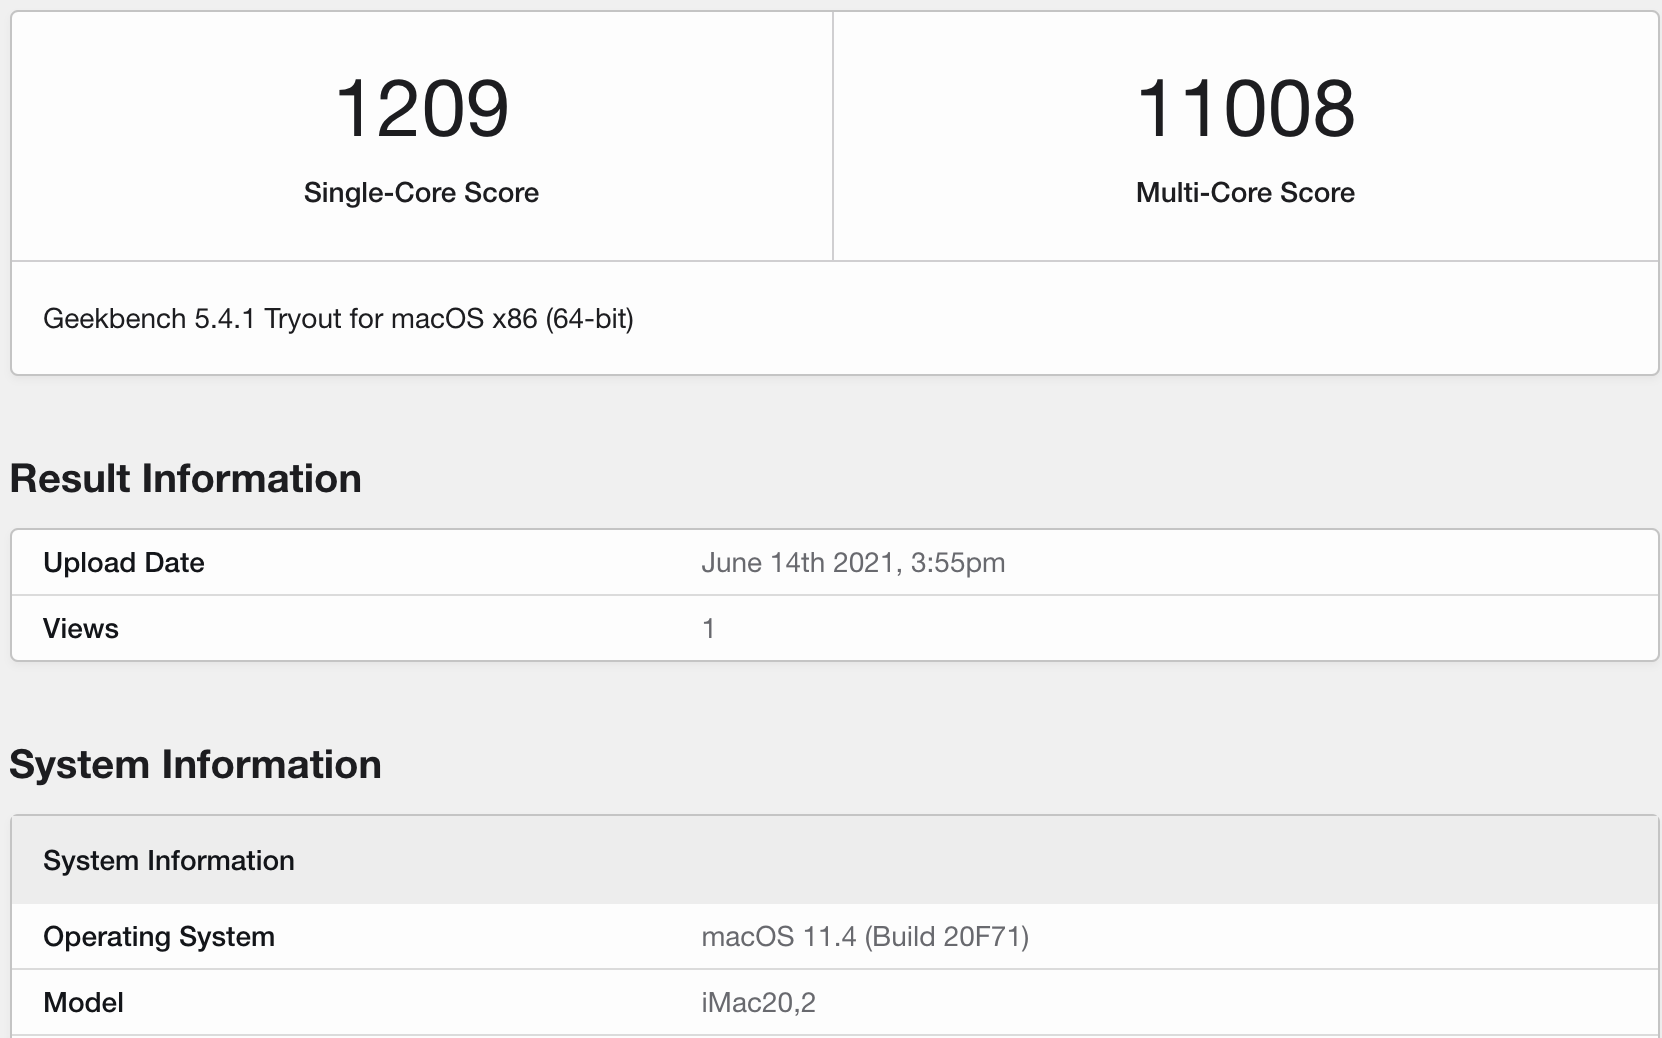 1209
Single-Core Score
11008
Multi-Core Score
Geekbench 5.4.1 Tryout for macOS x86 (64-bit)
Result Information
Upload Date June 14th 2021, 3:55pm
Views 1
System Information
System Information
Operating System macOS 11.4 (Build 20F71)
Model iMac20,2